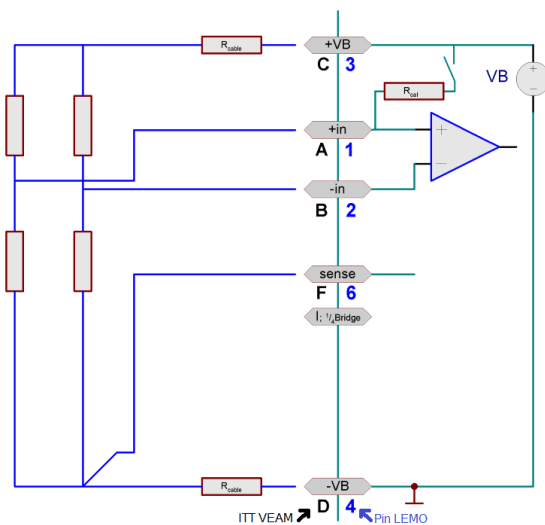 Rcable
+VB
C 3
VB
Rcal
+in
+
A 1
-in
−
B 2
sense
F 6
I; 1/4Bridge
Rcable
-VB
D 4
ITT VEAM
Pin LEMO